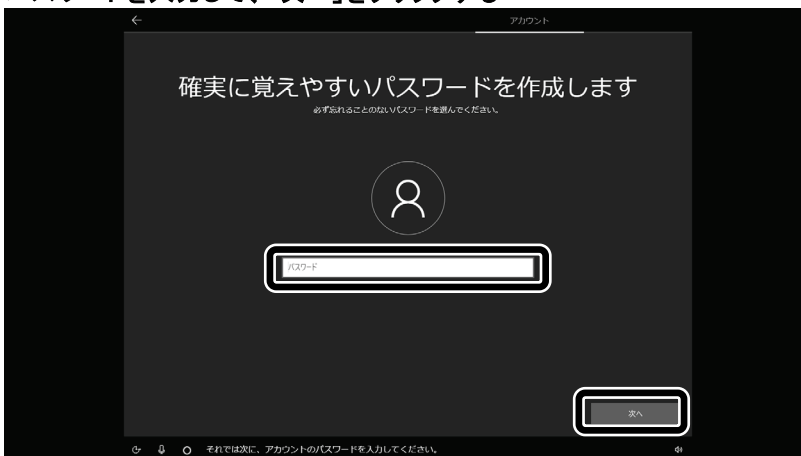 アカウント
確実に覚えやすいパスワードを作成します
必ず忘れることのないパスワードを選んでください。
パスワード
次へ
それでは次に、アカウントのパスワードを入力してください。